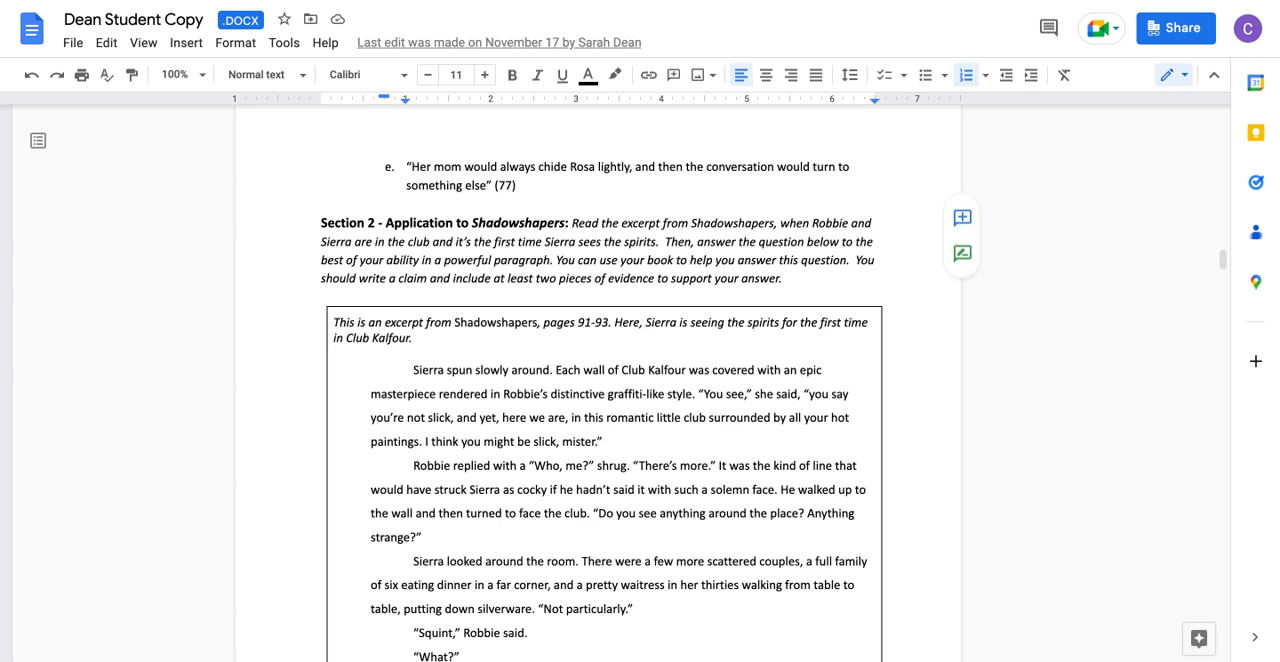 Dean Student Copy .DOCX
File Edit View Insert Format Tools Help Last edit was made on November 17 by Sarah Dean
Share
C
100% Normal text Calibri − 11 + B I U A
1 1 2 3 4 5 6 7
31
e. “Her mom would always chide Rosa lightly, and then the conversation would turn to
something else” (77)
Section 2 - Application to Shadowshapers: Read the excerpt from Shadowshapers, when Robbie and
Sierra are in the club and it’s the first time Sierra sees the spirits. Then, answer the question below to the
best of your ability in a powerful paragraph. You can use your book to help you answer this question. You
should write a claim and include at least two pieces of evidence to support your answer.
This is an excerpt from Shadowshapers, pages 91-93. Here, Sierra is seeing the spirits for the first time
in Club Kalfour.
Sierra spun slowly around. Each wall of Club Kalfour was covered with an epic
masterpiece rendered in Robbie’s distinctive graffiti-like style. “You see,” she said, “you say
you’re not slick, and yet, here we are, in this romantic little club surrounded by all your hot
paintings. I think you might be slick, mister.”
Robbie replied with a “Who, me?” shrug. “There’s more.” It was the kind of line that
would have struck Sierra as cocky if he hadn’t said it with such a solemn face. He walked up to
the wall and then turned to face the club. “Do you see anything around the place? Anything
strange?”
Sierra looked around the room. There were a few more scattered couples, a full family
of six eating dinner in a far corner, and a pretty waitress in her thirties walking from table to
table, putting down silverware. “Not particularly.”
“Squint,” Robbie said.
“What?”